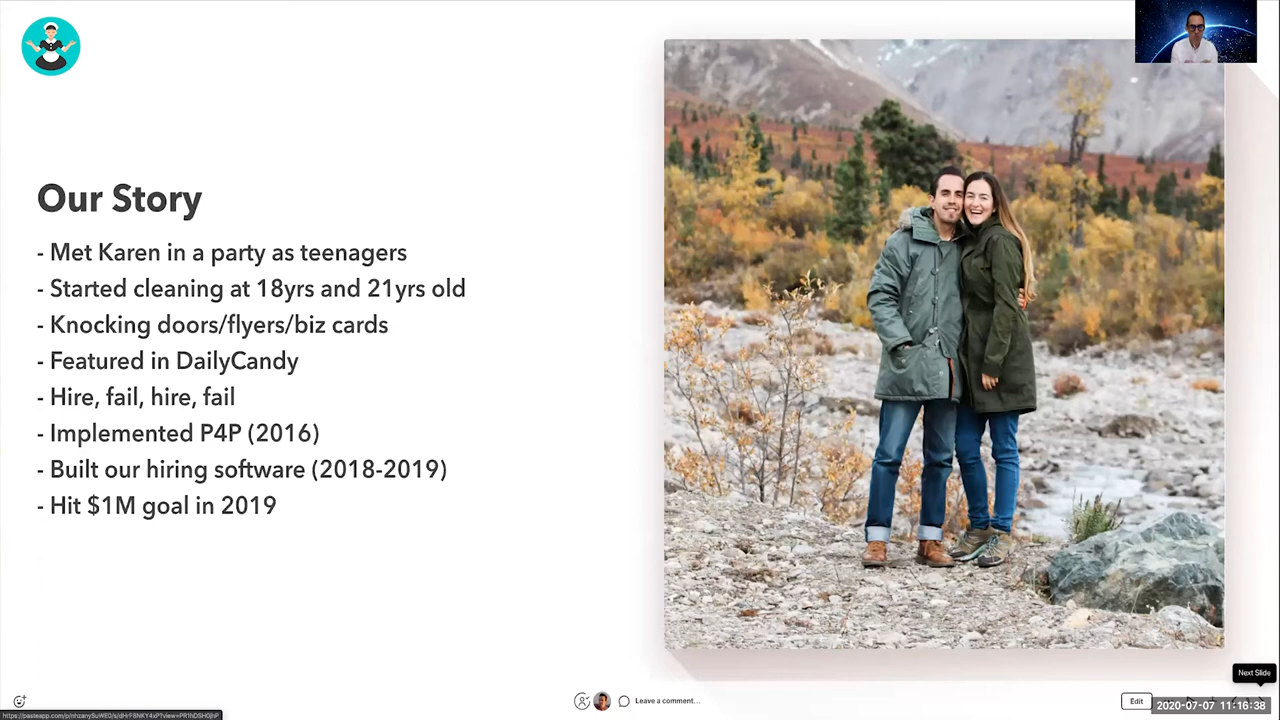 Our Story
- Met Karen in a party as teenagers
- Started cleaning at 18yrs and 21yrs old
- Knocking doors/flyers/biz cards
- Featured in DailyCandy
- Hire, fail, hire, fail
- Implemented P4P (2016)
- Built our hiring software (2018-2019)
- Hit $1M goal in 2019
Next Slide
Leave a comment...
Edit
2020-07-07 11:16:38